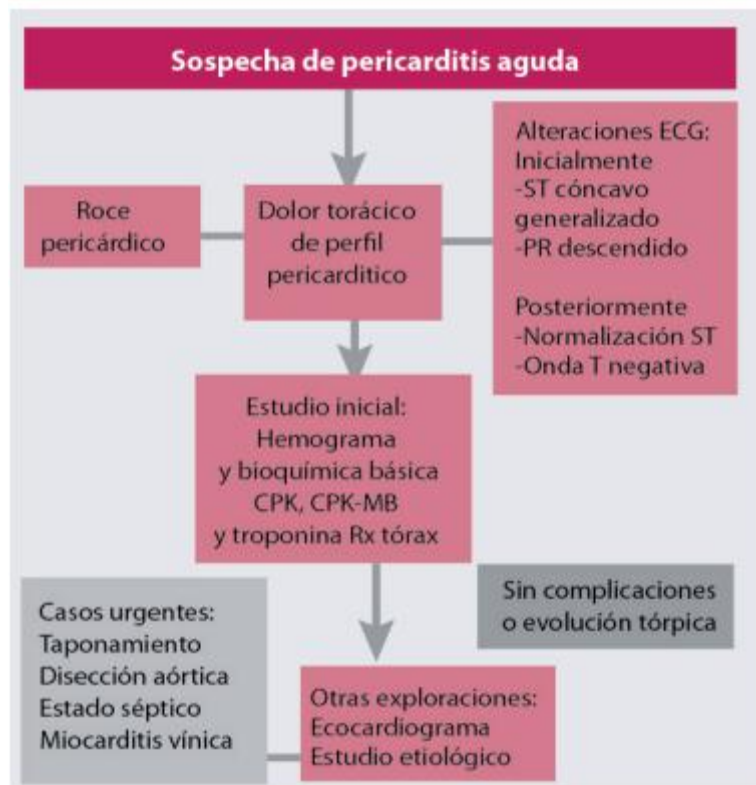 Sospecha de pericarditis aguda
Roce
pericárdico
Dolor torácico
de perfil
pericarditico
Alteraciones ECG:
Inicialmente
-ST cóncavo
generalizado
-PR descendido
Posteriormente
-Normalización ST
-Onda T negativa
Estudio inicial:
Hemograma
y bioquímica básica
CPK, CPK-MB
y troponina Rx tórax
Sin complicaciones
o evolución tórpica
Casos urgentes:
Taponamiento
Disección aórtica
Estado séptico
Miocarditis vínica
Otras exploraciones:
Ecocardiograma
Estudio etiológico